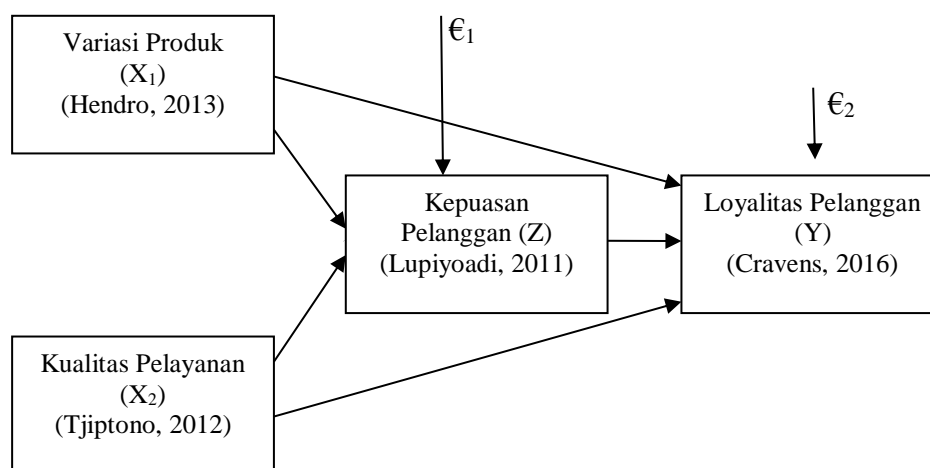 Variasi Produk
(X₁)
(Hendro, 2013)
€₁
€₂
Kepuasan
Pelanggan (Z)
(Lupiyoadi, 2011)
Loyalitas Pelanggan
(Y)
(Cravens, 2016)
Kualitas Pelayanan
(X₂)
(Tjiptono, 2012)